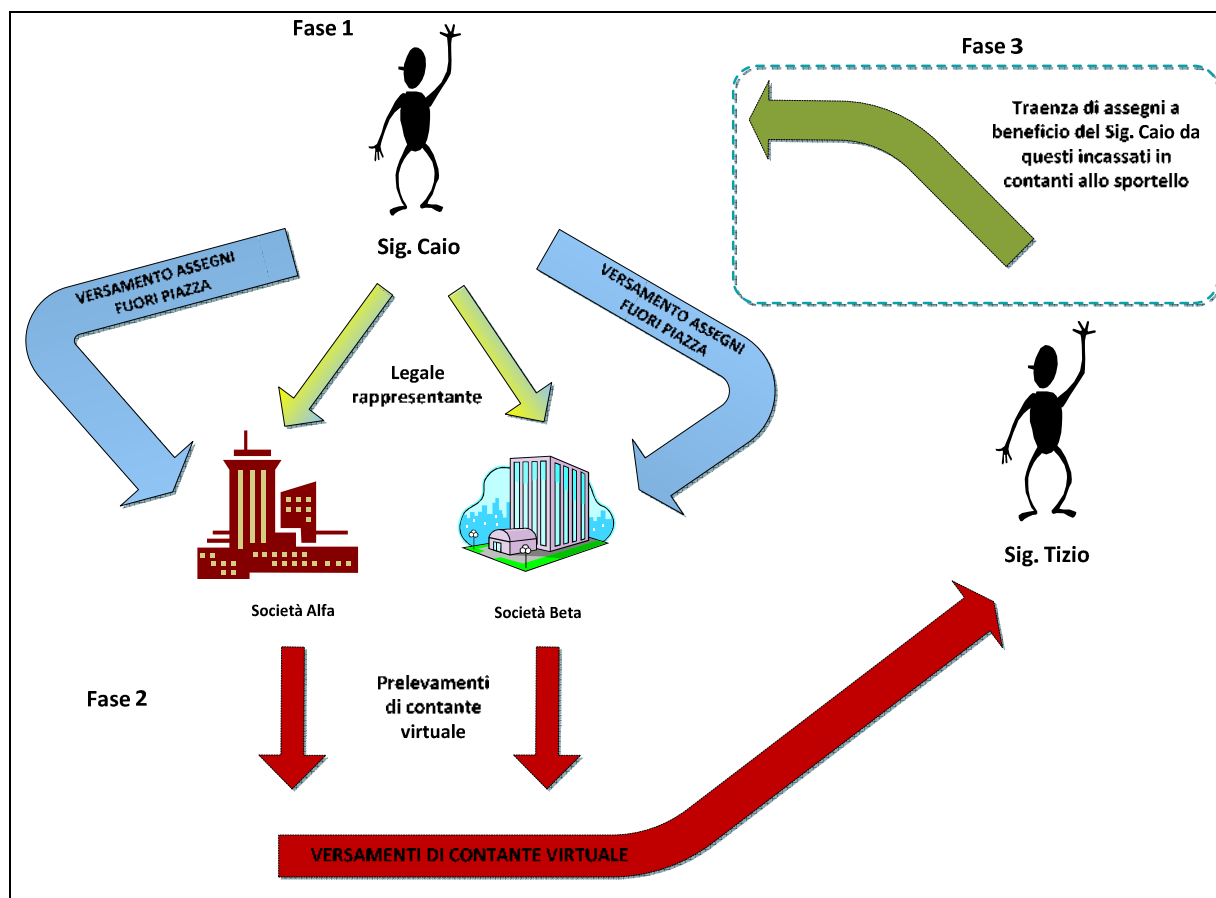 Fase 1
Fase 3
Traenza di assegni a
beneficio del Sig. Caio da
questi incassati in
contanti allo sportello
Sig. Caio
VERSAMENTO ASSEGNI
FUORI PIAZZA
VERSAMENTO ASSEGNI
FUORI PIAZZA
Legale
rappresentante
Sig. Tizio
Società Alfa
Società Beta
Fase 2
Prelevamenti
di contante
virtuale
VERSAMENTI DI CONTANTE VIRTUALE